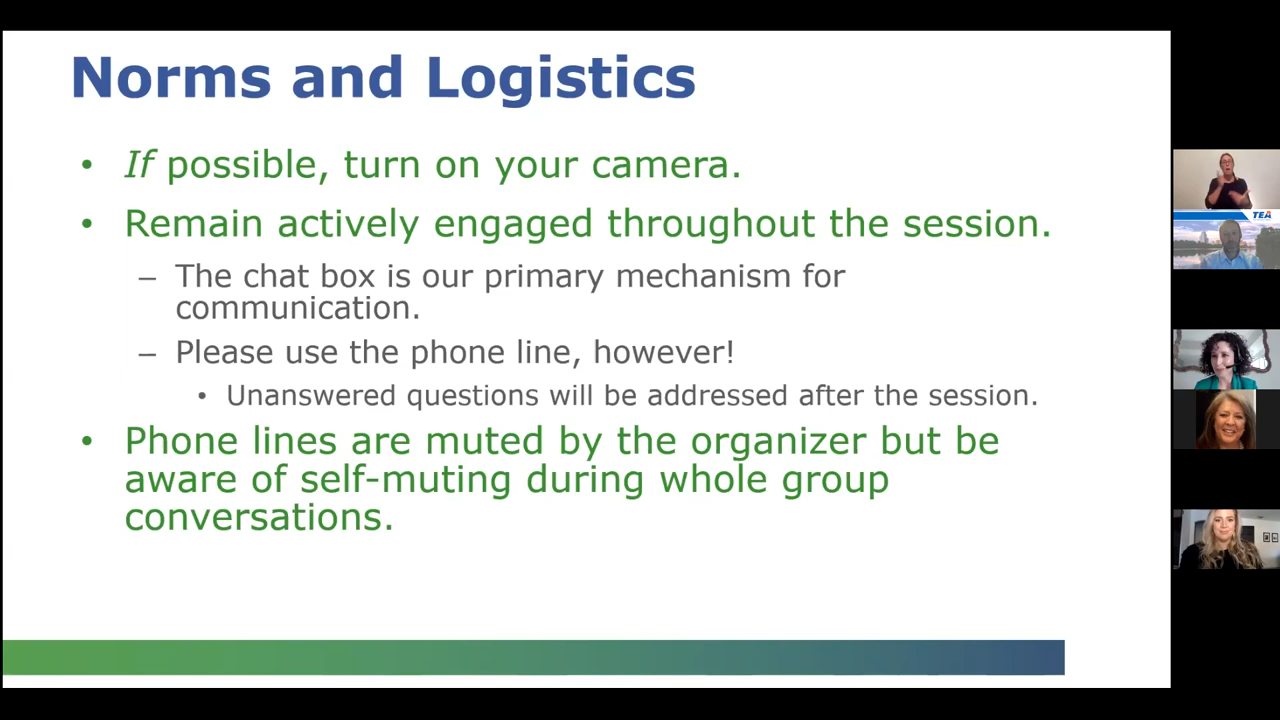 Norms and Logistics
• If possible, turn on your camera.
• Remain actively engaged throughout the session.
– The chat box is our primary mechanism for
communication.
– Please use the phone line, however!
• Unanswered questions will be addressed after the session.
• Phone lines are muted by the organizer but be
aware of self-muting during whole group
conversations.
TEA